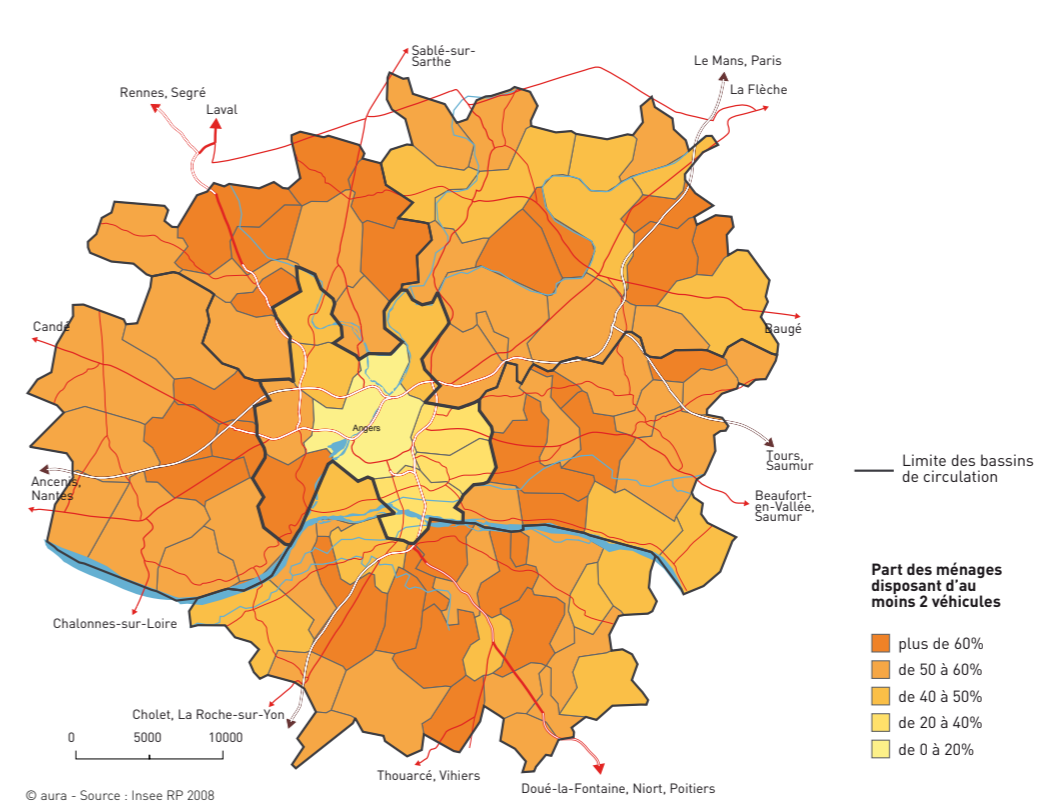 Sablé-sur-
Sarthe
Le Mans, Paris
La Flèche
Rennes, Segré
Laval
Candé
Baugé
Angers
Tours,
Saumur
Limite des bassins
de circulation
Ancenis,
Nantes
Beaufort-
en-Vallée,
Saumur
Part des ménages
disposant d'au
moins 2 véhicules
plus de 60%
de 50 à 60%
de 40 à 50%
de 20 à 40%
de 0 à 20%
Chalonnes-sur-Loire
Cholet, La Roche-sur-Yon
0 5000 10000
Thouarcé, Vihiers
Doué-la-Fontaine, Niort, Poitiers
© aura - Source : Insee RP 2008